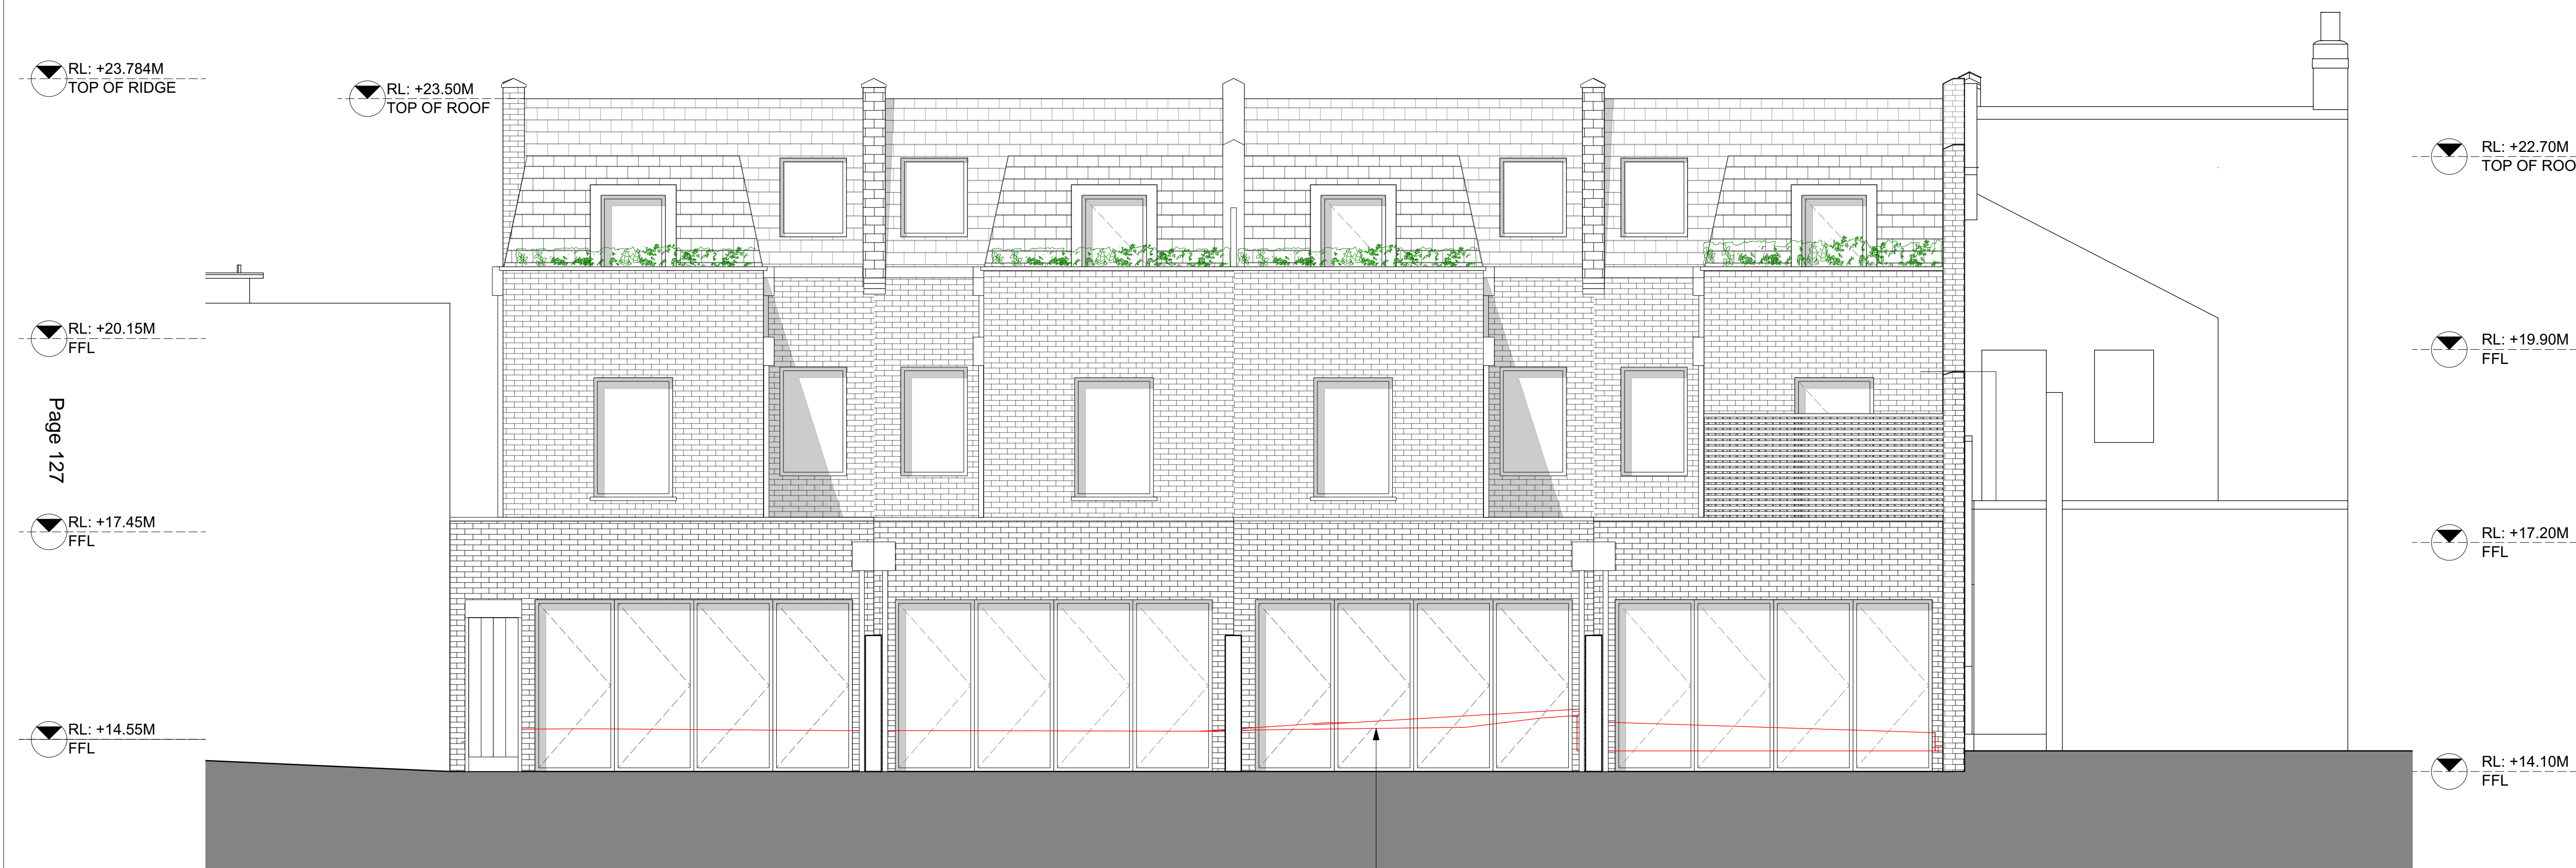 RL: +23.784M
TOP OF RIDGE
RL: +23.50M
TOP OF ROOF
RL: +22.70M
TOP OF ROO
RL: +20.15M
FFL
RL: +19.90M
FFL
Page 127
RL: +17.45M
FFL
RL: +17.20M
FFL
RL: +14.55M
FFL
RL: +14.10M
FFL